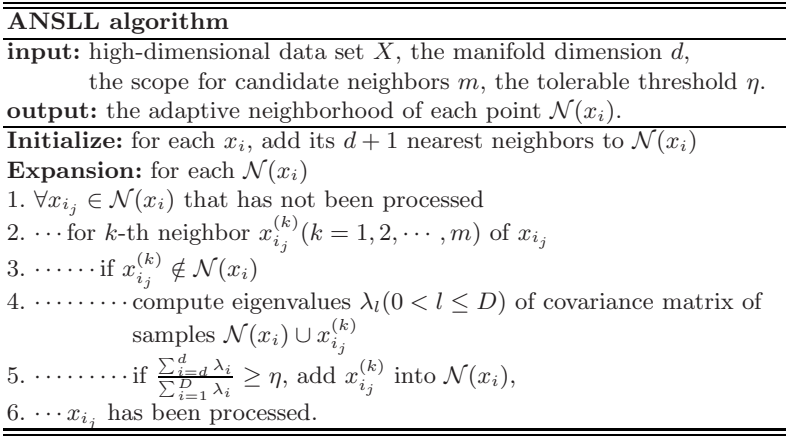 ANSLL algorithm
input: high-dimensional data set X, the manifold dimension d,
the scope for candidate neighbors m, the tolerable threshold η.
output: the adaptive neighborhood of each point 𝒩(x_i).
Initialize: for each x_i, add its d + 1 nearest neighbors to 𝒩(x_i)
Expansion: for each 𝒩(x_i)
1. ∀x_{i_j} ∈ 𝒩(x_i) that has not been processed
2. ⋯ for k-th neighbor x_{i_j}^{(k)}(k = 1, 2, ⋯ , m) of x_{i_j}
3. ⋯⋯ if x_{i_j}^{(k)} ∉ 𝒩(x_i)
4. ⋯⋯⋯ compute eigenvalues λ_l(0 < l ≤ D) of covariance matrix of
samples 𝒩(x_i) ∪ x_{i_j}^{(k)}
5. ⋯⋯⋯ if \frac{\sum_{i=d}^{d} λ_i}{\sum_{i=1}^{D} λ_i} ≥ η, add x_{i_j}^{(k)} into 𝒩(x_i),
6. ⋯ x_{i_j} has been processed.